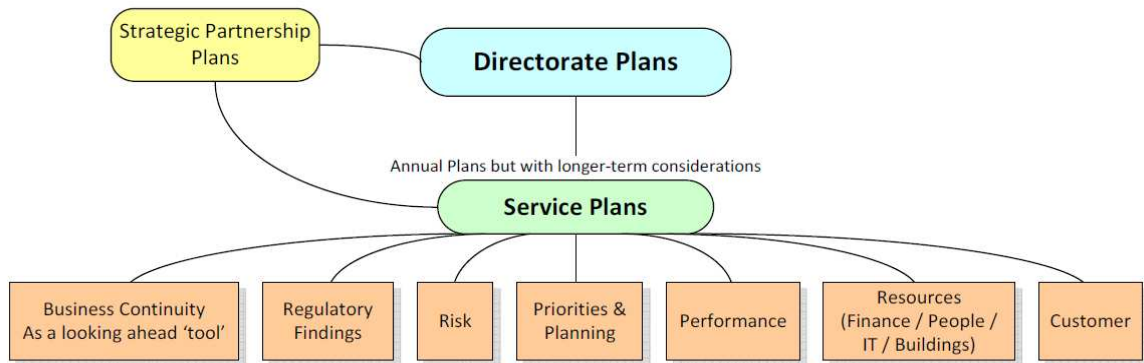 Strategic Partnership
Plans
Directorate Plans
Annual Plans but with longer-term considerations
Service Plans
Business Continuity
As a looking ahead ‘tool’
Regulatory
Findings
Risk
Priorities &
Planning
Performance
Resources
(Finance / People /
IT / Buildings)
Customer